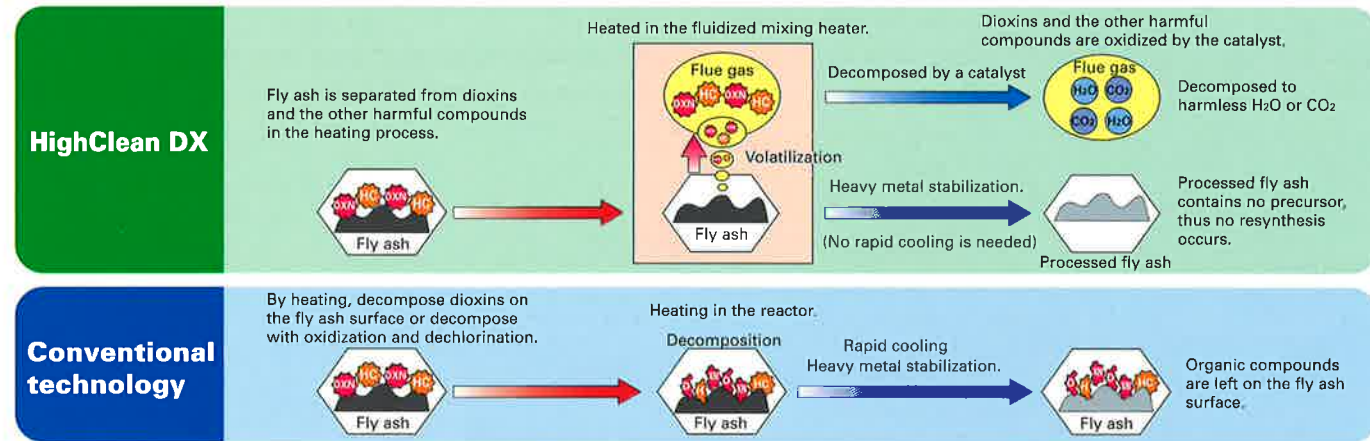 HighClean DX
Fly ash is separated from dioxins
and the other harmful compounds
in the heating process.
DXN HC DXN HC
Fly ash
Heated in the fluidized mixing heater.
Flue gas
DXN HC DXN HC
Volatilization
Fly ash
Decomposed by a catalyst
Heavy metal stabilization.
(No rapid cooling is needed)
Dioxins and the other harmful
compounds are oxidized by the catalyst.
Flue gas
H2O CO2
CO2 H2O
Decomposed to
harmless H2O or CO2
Processed fly ash
Processed fly ash
contains no precursor,
thus no resynthesis
occurs.
Conventional
technology
By heating, decompose dioxins on
the fly ash surface or decompose
with oxidization and dechlorination.
DXN HC DXN HC
Fly ash
Heating in the reactor.
Decomposition
HC
Fly ash
Rapid cooling
Heavy metal stabilization.
HC
Fly ash
Organic compounds
are left on the fly ash
surface.